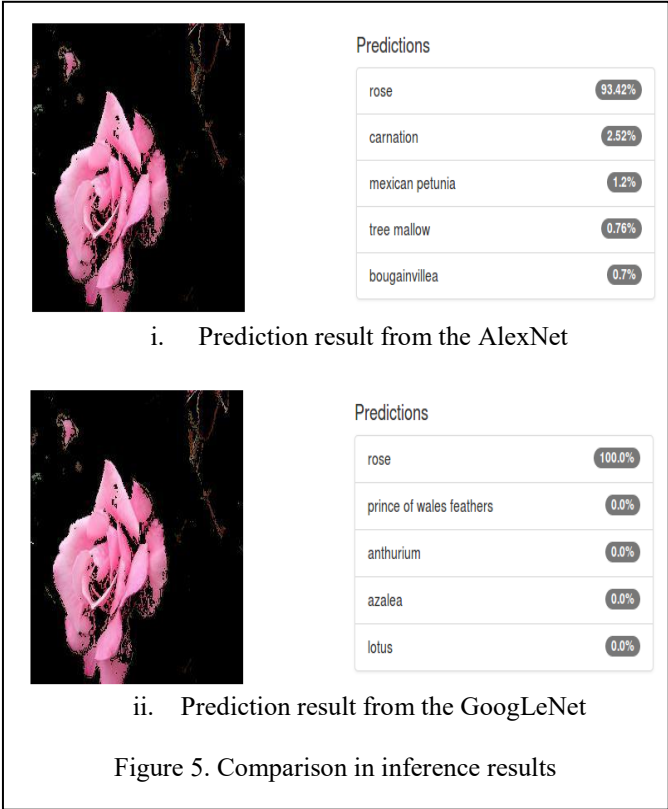 Predictions
rose 93.42%
carnation 2.52%
mexican petunia 1.2%
tree mallow 0.76%
bougainvillea 0.7%
i. Prediction result from the AlexNet
Predictions
rose 100.0%
prince of wales feathers 0.0%
anthurium 0.0%
azalea 0.0%
lotus 0.0%
ii. Prediction result from the GoogLeNet
Figure 5. Comparison in inference results